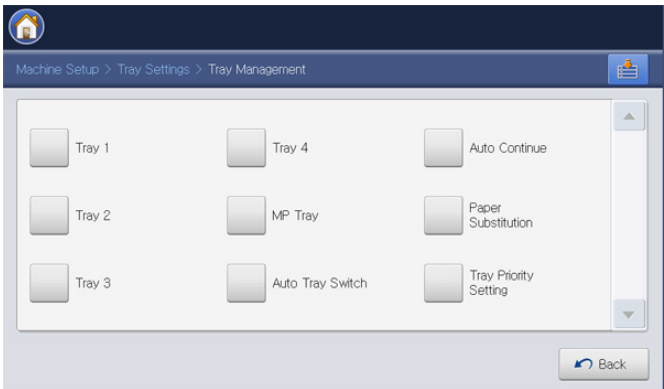 Machine Setup > Tray Settings > Tray Management
Tray 1
Tray 4
Auto Continue
Tray 2
MP Tray
Paper
Substitution
Tray 3
Auto Tray Switch
Tray Priority
Setting
Back